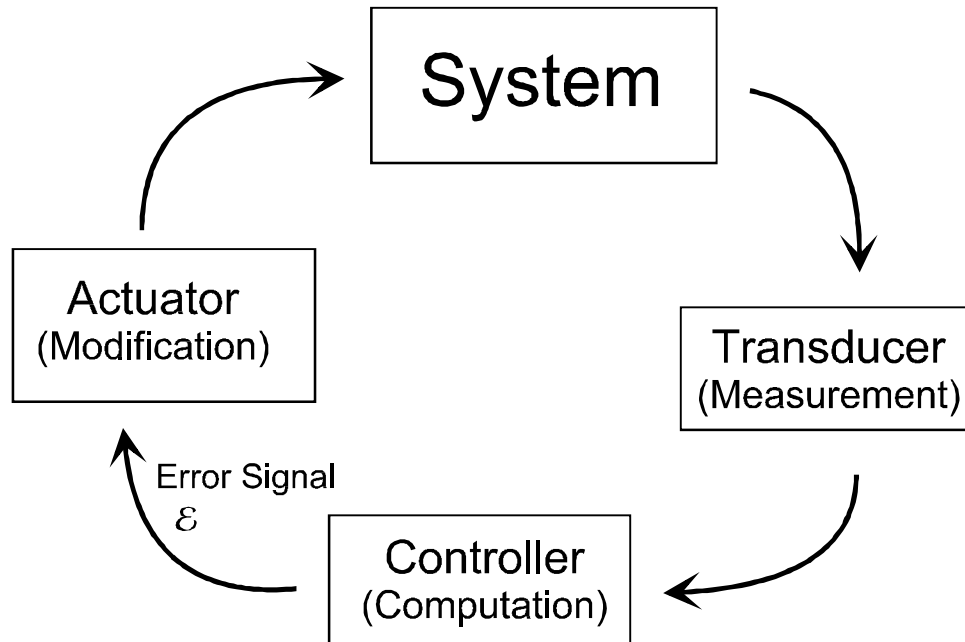 System
Actuator
(Modification)
Transducer
(Measurement)
Error Signal
ε
Controller
(Computation)